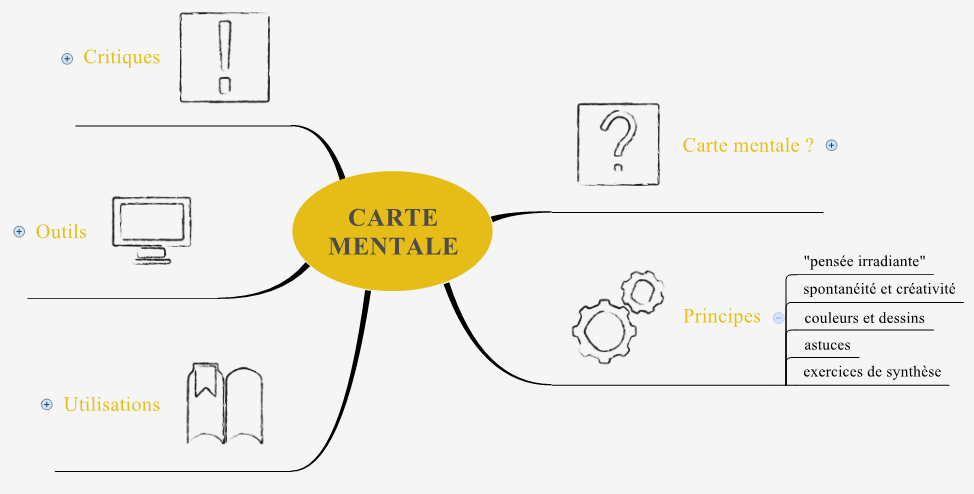 CARTE
MENTALE
Carte mentale ?
Principes
"pensée irradiante"
spontanéité et créativité
couleurs et dessins
astuces
exercices de synthèse
Utilisations
Outils
Critiques